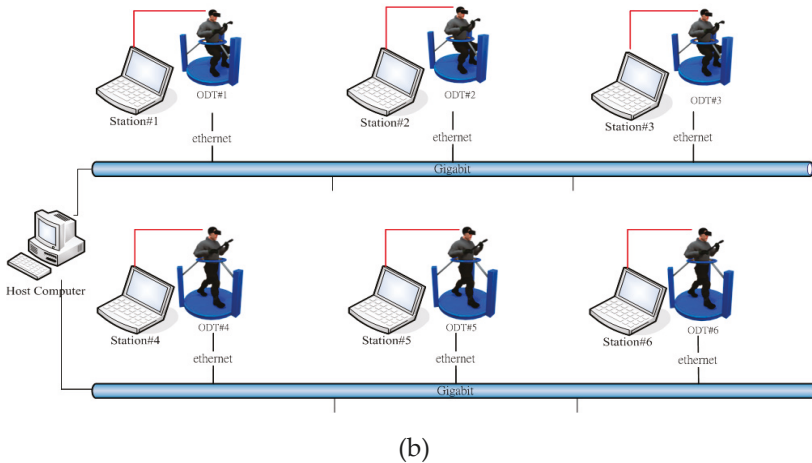 ODT#1
Station#1
ethernet
ODT#2
Station#2
ethernet
ODT#3
Station#3
ethernet
Gigabit
Host Computer
ODT#4
Station#4
ethernet
ODT#5
Station#5
ethernet
ODT#6
Station#6
ethernet
Gigabit
(b)